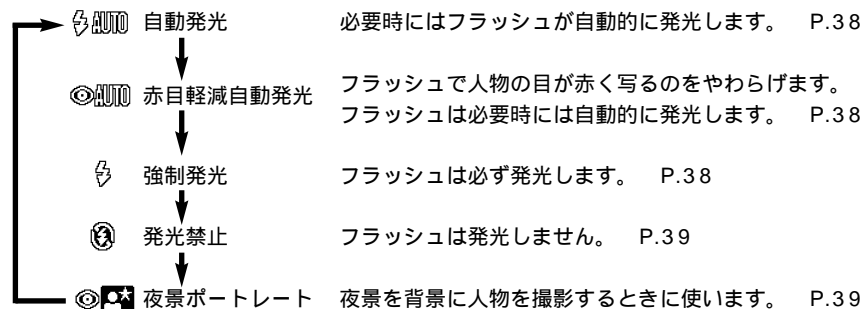 AUTO 自動発光 必要時にはフラッシュが自動的に発光します。 P.38
AUTO 赤目軽減自動発光 フラッシュで人物の目が赤く写るのをやわらげます。
フラッシュは必要時には自動的に発光します。 P.38
強制発光 フラッシュは必ず発光します。 P.38
発光禁止 フラッシュは発光しません。 P.39
夜景ポートレート 夜景を背景に人物を撮影するときに使います。 P.39